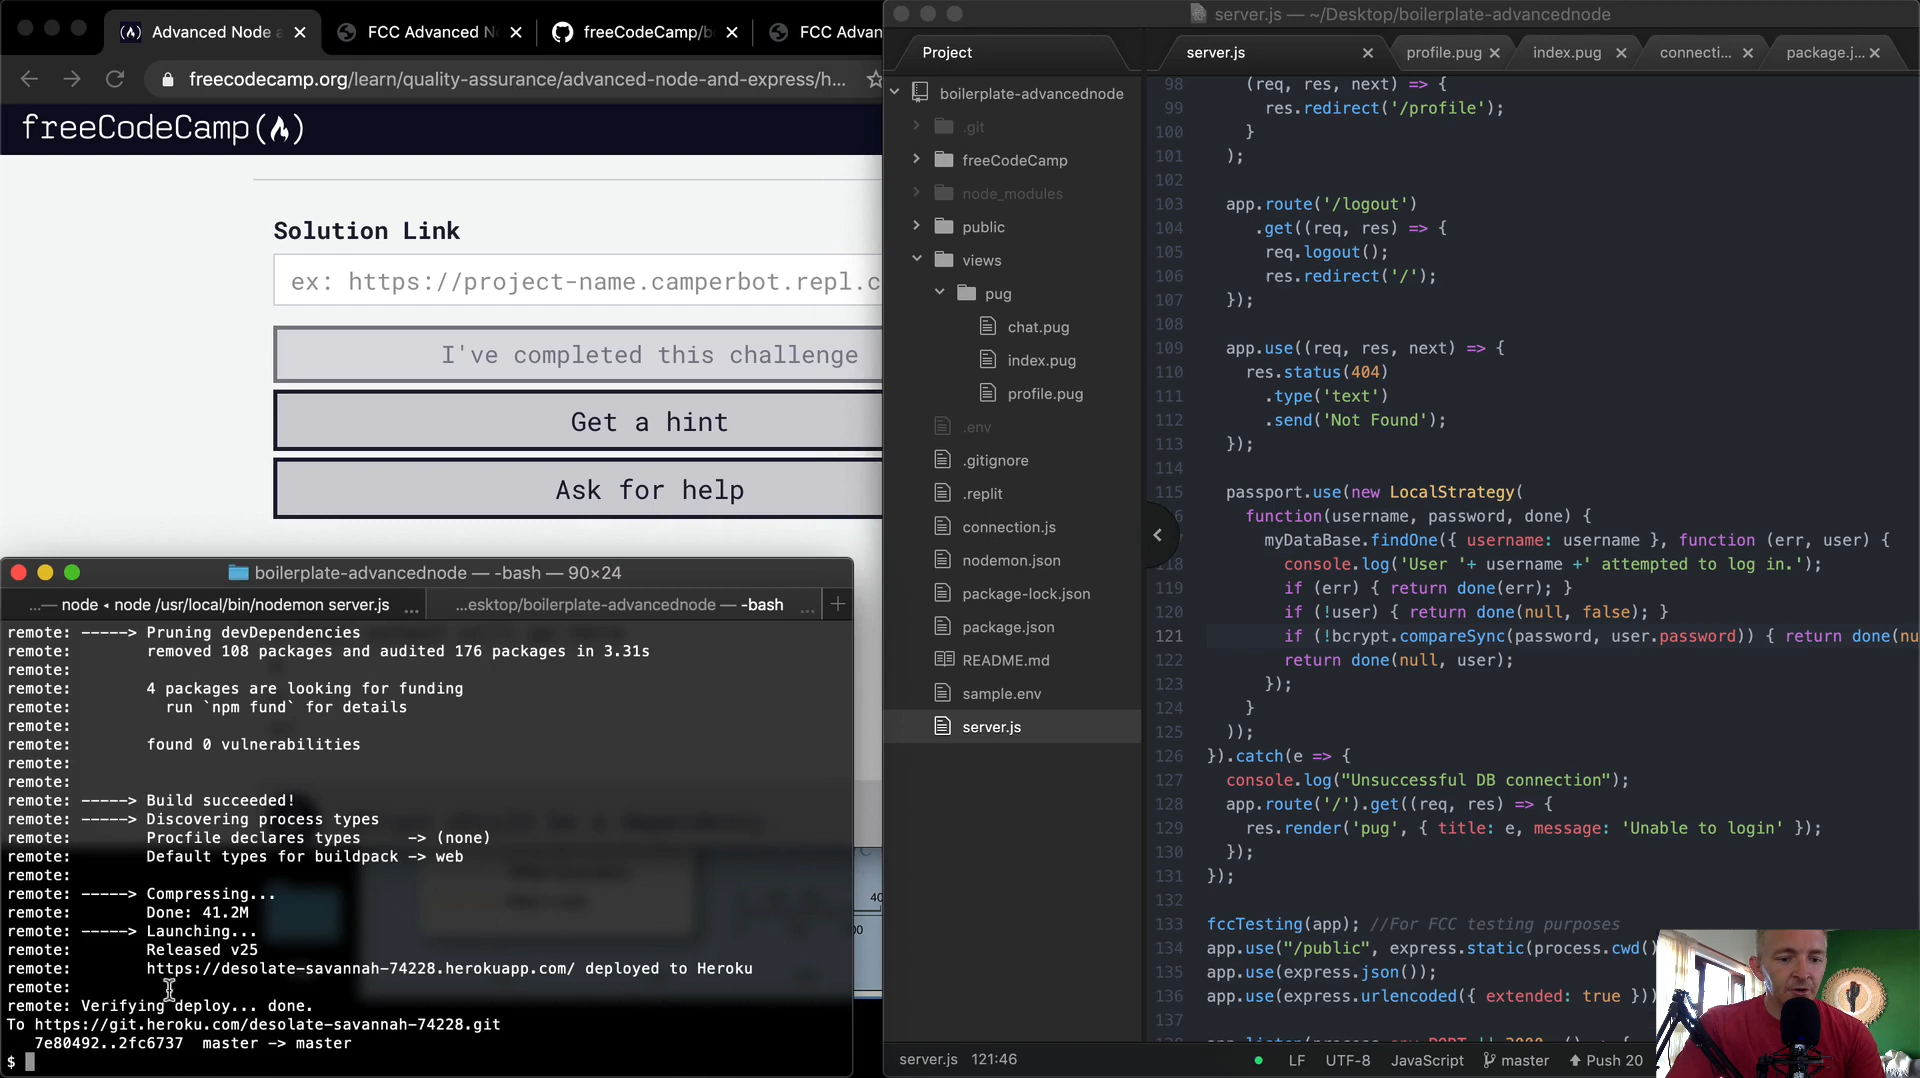 Advanced Node a
FCC Advanced N
freeCodeCamp/b
FCC Advan
freecodecamp.org/learn/quality-assurance/advanced-node-and-express/h...
freeCodeCamp
Solution Link
ex: https://project-name.camperbot.repl.c
I've completed this challenge
Get a hint
Ask for help
boilerplate-advancednode — -bash — 90×24
...— node ◂ node /usr/local/bin/nodemon server.js ...
...esktop/boilerplate-advancednode — -bash ...
remote: -----> Pruning devDependencies
remote:        removed 108 packages and audited 176 packages in 3.31s
remote:
remote:        4 packages are looking for funding
remote:          run `npm fund` for details
remote:
remote:        found 0 vulnerabilities
remote:
remote:
remote: -----> Build succeeded!
remote: -----> Discovering process types
remote:        Procfile declares types     -> (none)
remote:        Default types for buildpack -> web
remote:
remote: -----> Compressing...
remote:        Done: 41.2M
remote: -----> Launching...
remote:        Released v25
remote:        https://desolate-savannah-74228.herokuapp.com/ deployed to Heroku
remote:
remote: Verifying deploy... done.
To https://git.heroku.com/desolate-savannah-74228.git
   7e80492..2fc6737  master -> master
$
server.js — ~/Desktop/boilerplate-advancednode
Project
boilerplate-advancednode
.git
freeCodeCamp
node_modules
public
views
pug
chat.pug
index.pug
profile.pug
.env
.gitignore
.replit
connection.js
nodemon.json
package-lock.json
package.json
README.md
sample.env
server.js
server.js
profile.pug
index.pug
connecti...
package.j...
98 (req, res, next) => {
99 res.redirect('/profile');
100 }
101 );
102
103 app.route('/logout')
104 .get((req, res) => {
105 req.logout();
106 res.redirect('/');
107 });
108
109 app.use((req, res, next) => {
110 res.status(404)
111 .type('text')
112 .send('Not Found');
113 });
114
115 passport.use(new LocalStrategy(
function(username, password, done) {
myDataBase.findOne({ username: username }, function (err, user) {
118 console.log('User '+ username +' attempted to log in.');
119 if (err) { return done(err); }
120 if (!user) { return done(null, false); }
121 if (!bcrypt.compareSync(password, user.password)) { return done(nu
122 return done(null, user);
123 });
124 }
125 ));
126 }).catch(e => {
127 console.log("Unsuccessful DB connection");
128 app.route('/').get((req, res) => {
129 res.render('pug', { title: e, message: 'Unable to login' });
130 });
131 });
132
133 fccTesting(app); //For FCC testing purposes
134 app.use("/public", express.static(process.cwd()
135 app.use(express.json());
136 app.use(express.urlencoded({ extended: true }))
137
server.js 121:46
LF UTF-8 JavaScript master Push 20